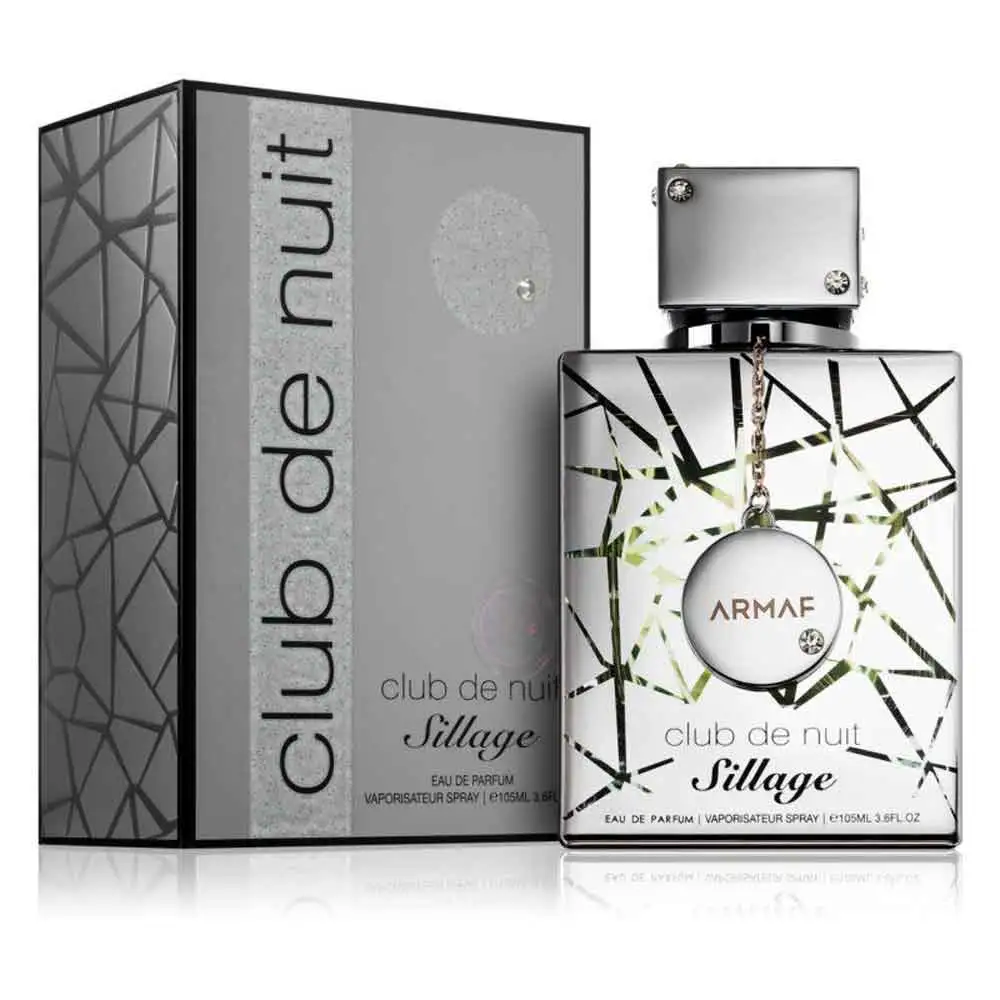 club de nuit
club de nuit
Sillage
EAU DE PARFUM
VAPORISATEUR SPRAY | ℮105ML 3.6FL
ARMAF
club de nuit
Sillage
EAU DE PARFUM | VAPORISATEUR SPRAY | ℮105ML 3.6FL.OZ